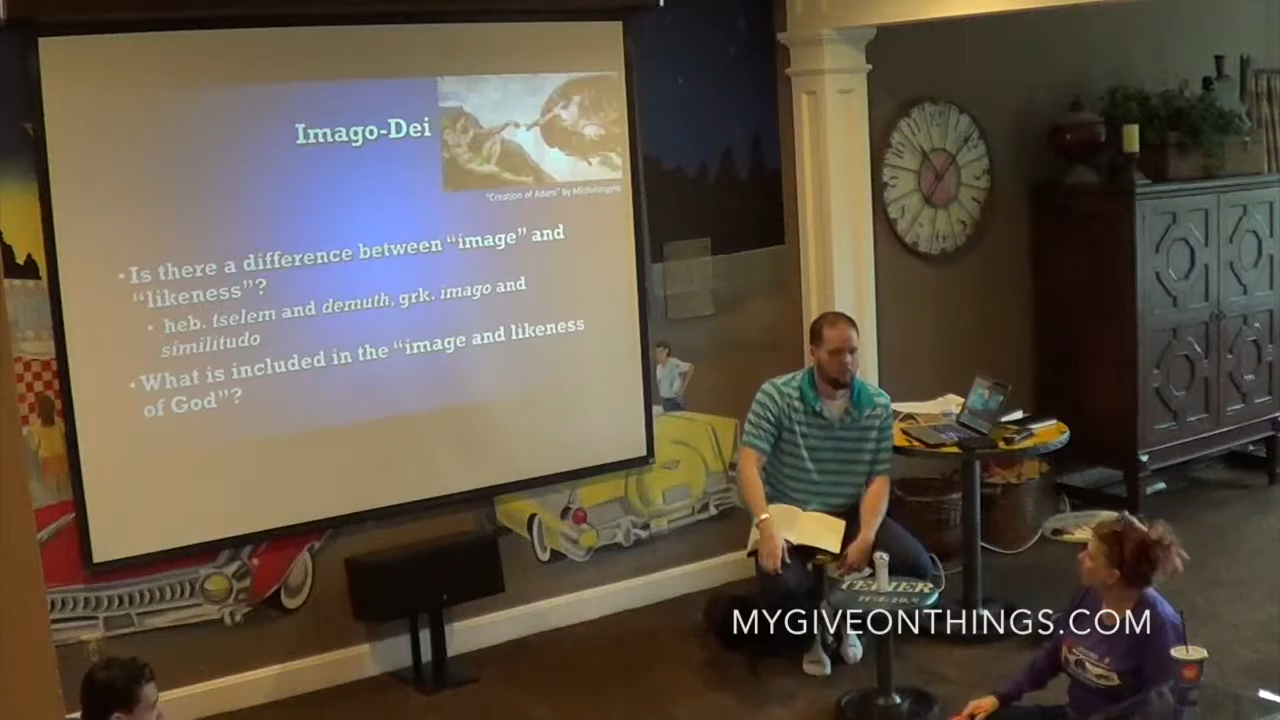 Imago-Dei
"Creation of Adam" by Michelangelo
• Is there a difference between "image" and
"likeness"?
• heb. tselem and demuth, grk. imago and
similitudo
• What is included in the "image and likeness
of God"?
MYGIVEONTHINGS.COM